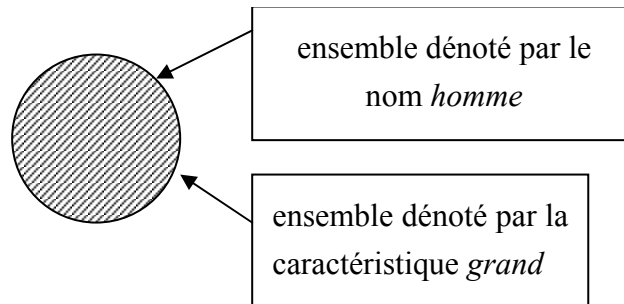 ensemble dénoté par le
nom homme
ensemble dénoté par la
caractéristique grand